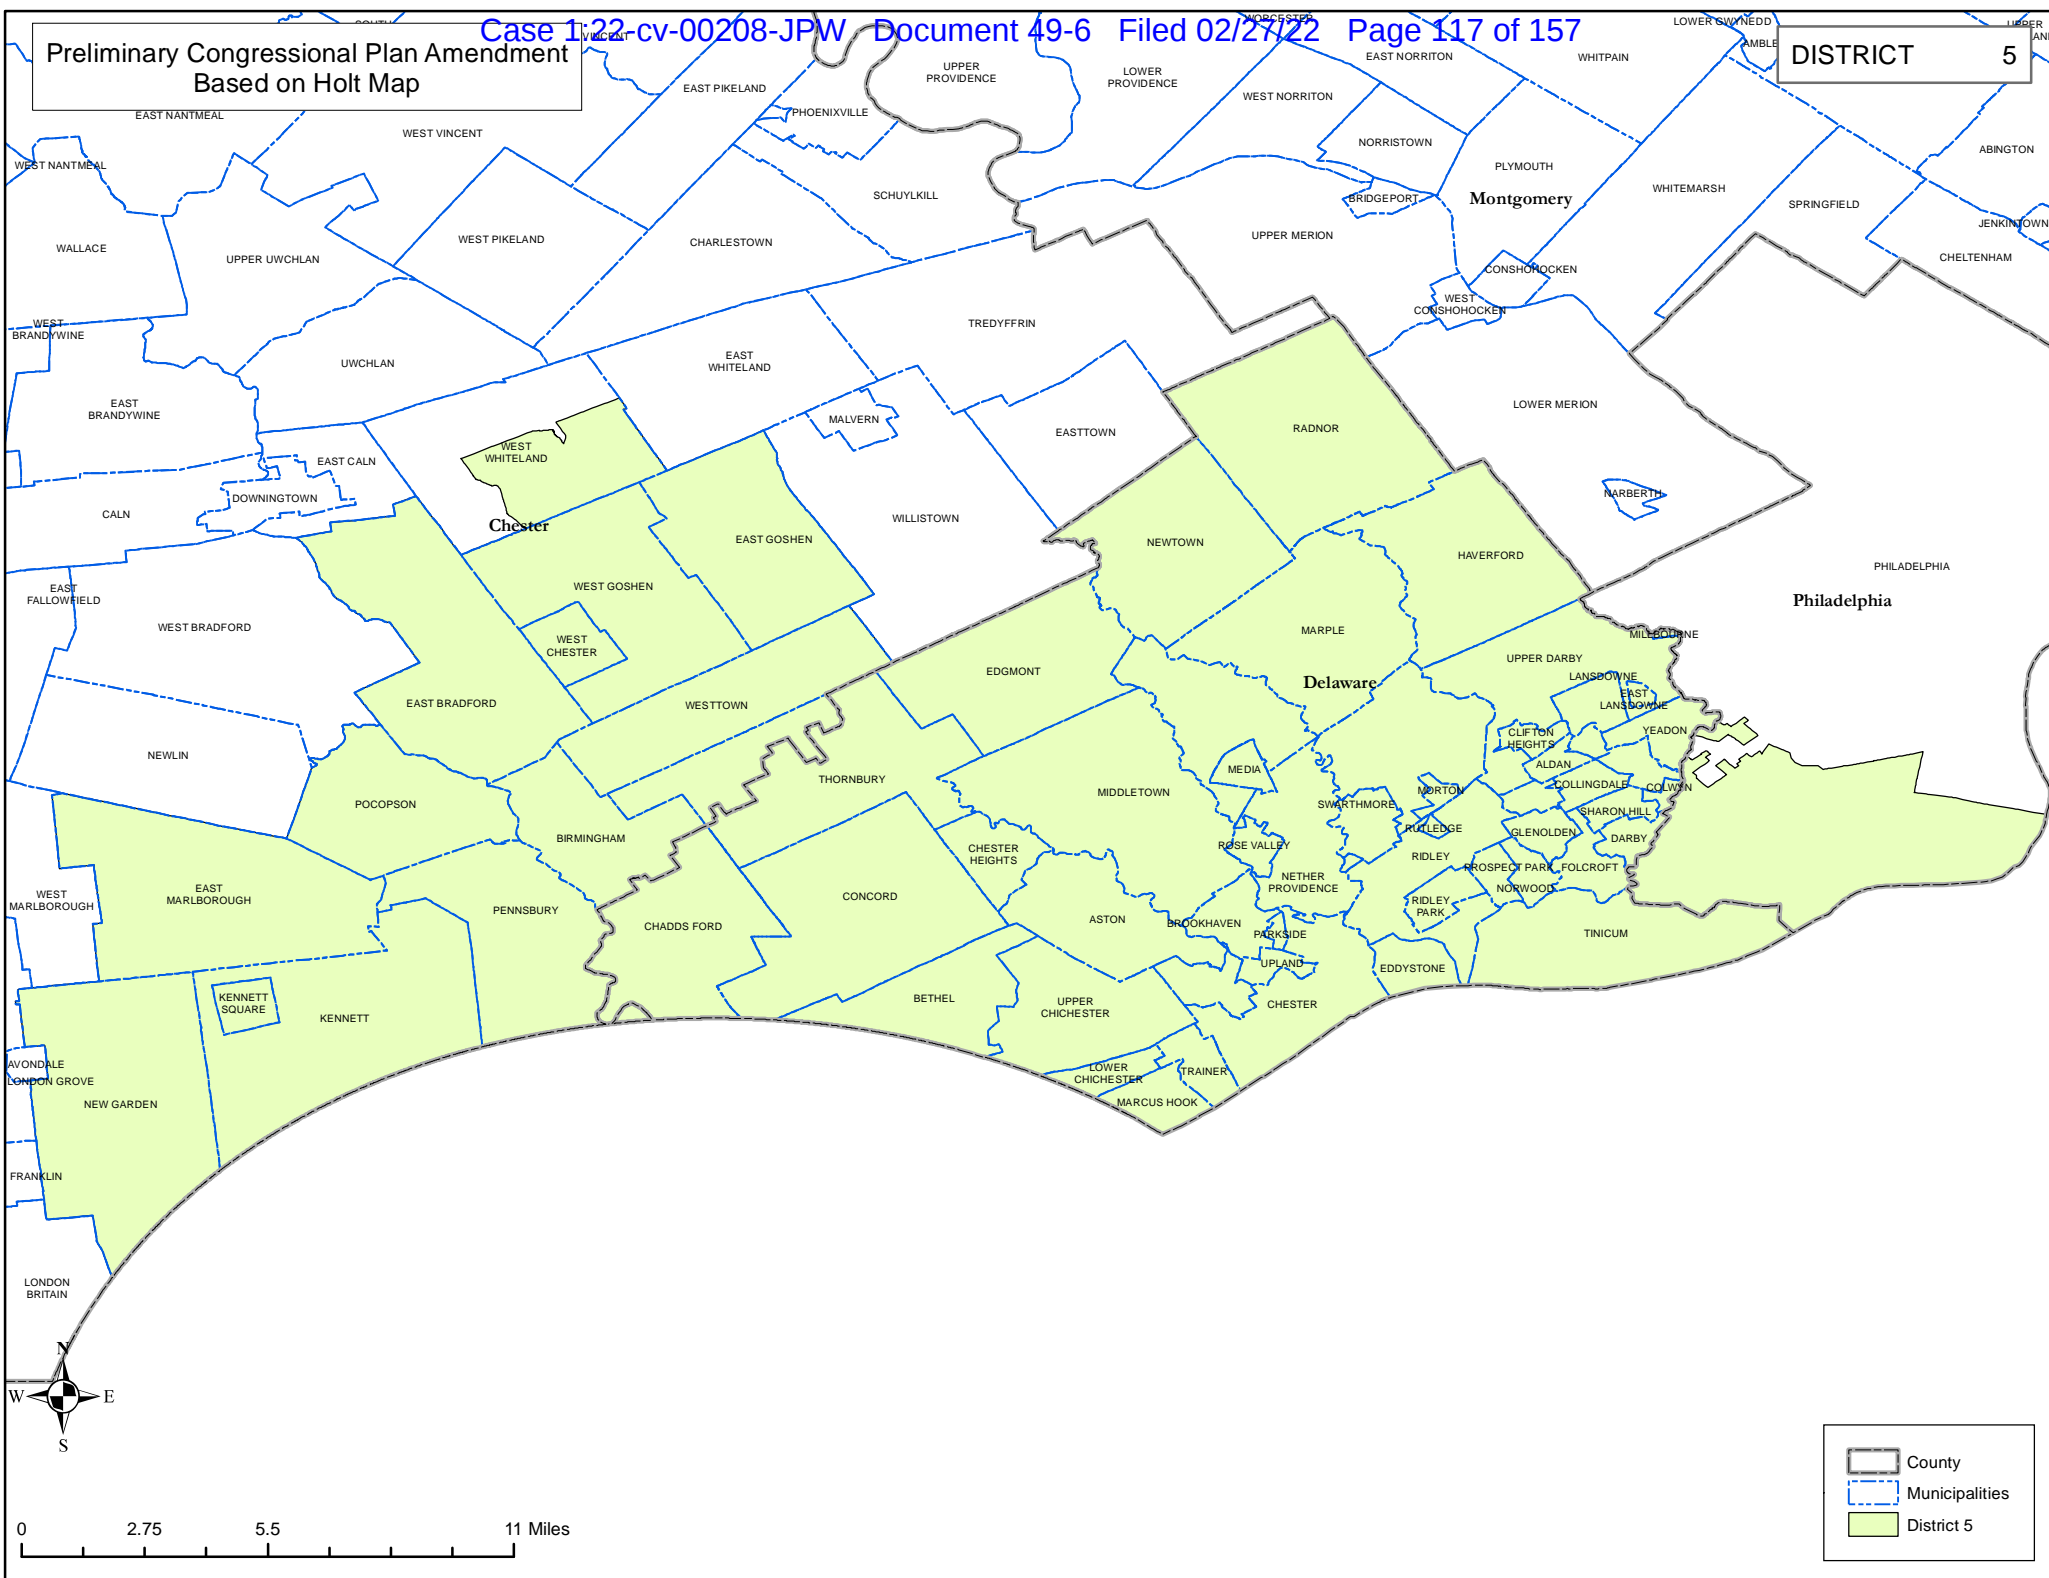 Case 1:22-cv-00208-JPW Document 49-6 Filed 02/27/22 Page 117 of 157
Preliminary Congressional Plan Amendment
Based on Holt Map
DISTRICT 5
SOUTH
VINCENT
WORCESTER
LOWER GWYNEDD
UPPER
AMBLE
EAST NANTMEAL
WEST VINCENT
EAST PIKELAND
PHOENIXVILLE
UPPER
PROVIDENCE
LOWER
PROVIDENCE
WEST NORRITON
EAST NORRITON
WHITPAIN
NORRISTOWN
PLYMOUTH
ABINGTON
WEST NANTMEAL
SCHUYLKILL
BRIDGEPORT
Montgomery
WHITEMARSH
SPRINGFIELD
JENKINTOWN
WALLACE
UPPER UWCHLAN
WEST PIKELAND
CHARLESTOWN
UPPER MERION
CHELTENHAM
CONSHOHOCKEN
WEST
CONSHOHOCKEN
WEST
BRANDYWINE
UWCHLAN
EAST
WHITELAND
TREDYFFRIN
EAST
BRANDYWINE
MALVERN
EASTTOWN
RADNOR
LOWER MERION
WEST
WHITELAND
EAST CALN
DOWNINGTOWN
CALN
Chester
WILLISTOWN
NARBERTH
EAST GOSHEN
NEWTOWN
HAVERFORD
PHILADELPHIA
Philadelphia
EAST
FALLOWFIELD
WEST GOSHEN
WEST BRADFORD
WEST
CHESTER
MARPLE
MILLBOURNE
EDGMONT
UPPER DARBY
LANSDOWNE
Delaware
EAST
LANSDOWNE
EAST BRADFORD
WESTTOWN
YEADON
CLIFTON
HEIGHTS
NEWLIN
THORNBURY
MEDIA
ALDAN
MIDDLETOWN
COLLINGDALE
COLWYN
MORTON
SWARTHMORE
POCOPSON
SHARON HILL
BIRMINGHAM
RUTLEDGE
GLENOLDEN
DARBY
ROSE VALLEY
CHESTER
HEIGHTS
RIDLEY
PROSPECT PARK
FOLCROFT
NETHER
PROVIDENCE
NORWOOD
WEST
MARLBOROUGH
EAST
MARLBOROUGH
CONCORD
PENNSBURY
RIDLEY
PARK
CHADDS FORD
ASTON
BROOKHAVEN
PARKSIDE
TINICUM
UPLAND
EDDYSTONE
BETHEL
UPPER
CHICHESTER
CHESTER
KENNETT
SQUARE
KENNETT
AVONDALE
LONDON GROVE
LOWER
CHICHESTER
TRAINER
NEW GARDEN
MARCUS HOOK
FRANKLIN
LONDON
BRITAIN
N
W E
S
County
Municipalities
District 5
0 2.75 5.5 11 Miles